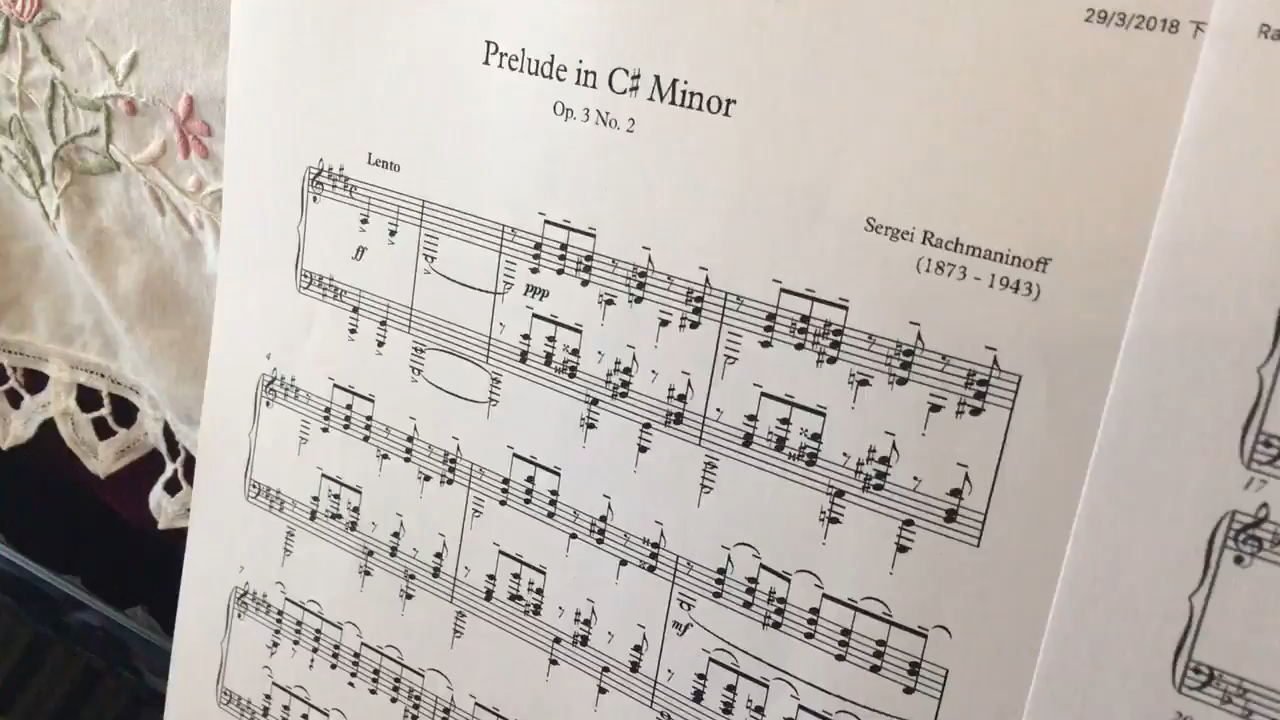 29/3/2018 下
Prelude in C♯ Minor
Op. 3 No. 2
Lento
Sergei Rachmaninoff
(1873 - 1943)
ff
ppp
4
mf
7
17